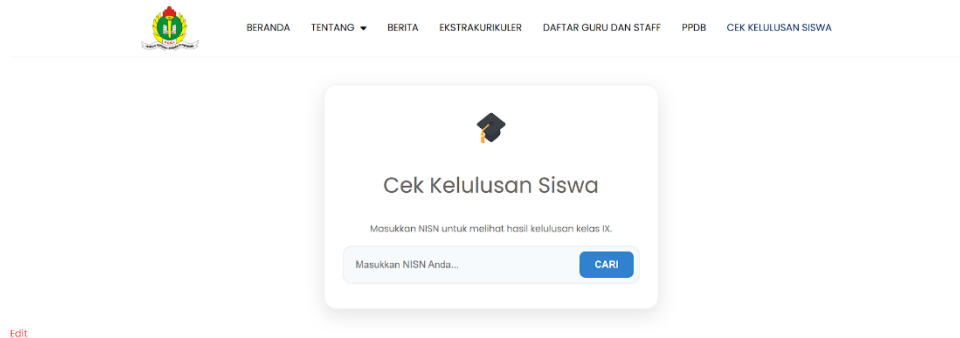 BERANDA TENTANG BERITA EKSTRAKURIKULER DAFTAR GURU DAN STAFF PPDB CEK KELULUSAN SISWA
Cek Kelulusan Siswa
Masukkan NISN untuk melihat hasil kelulusan kelas IX.
Masukkan NISN Anda... CARI
Edit